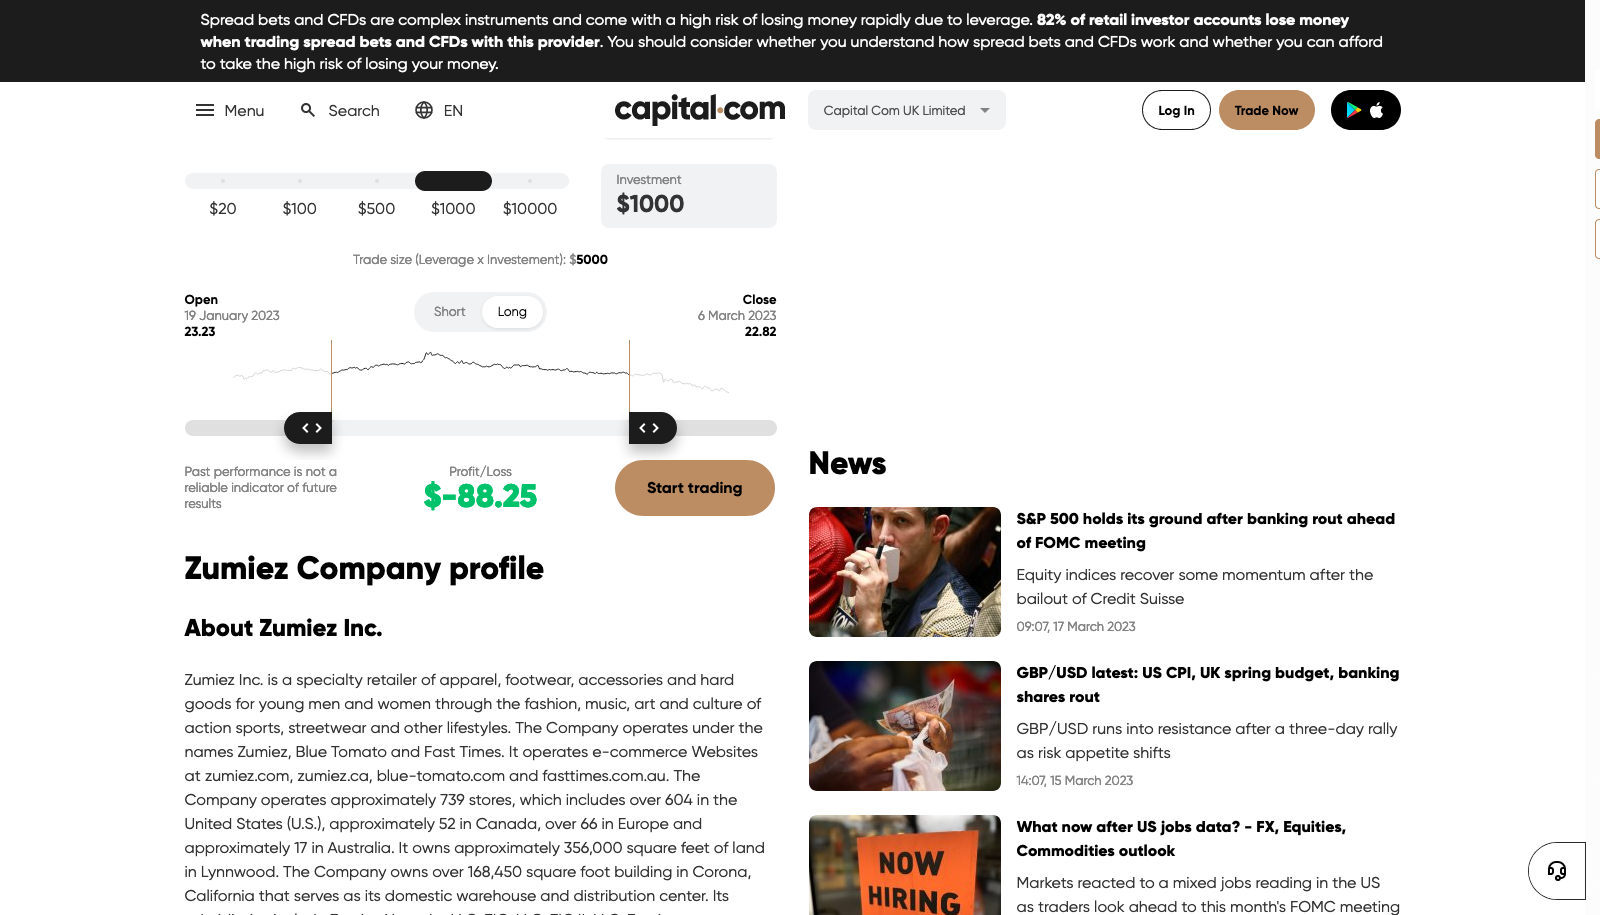 Spread bets and CFDs are complex instruments and come with a high risk of losing money rapidly due to leverage. 82% of retail investor accounts lose money
when trading spread bets and CFDs with this provider. You should consider whether you understand how spread bets and CFDs work and whether you can afford
to take the high risk of losing your money.
Menu
Search
EN
capital.com
Capital Com UK Limited
Log In
Trade Now
$20
$100
$500
$1000
$10000
Investment
$1000
Trade size (Leverage x Investement): $5000
Open
19 January 2023
23.23
Short
Long
Close
6 March 2023
22.82
Past performance is not a
reliable indicator of future
results
Profit/Loss
$-88.25
Start trading
Zumiez Company profile
About Zumiez Inc.
Zumiez Inc. is a specialty retailer of apparel, footwear, accessories and hard
goods for young men and women through the fashion, music, art and culture of
action sports, streetwear and other lifestyles. The Company operates under the
names Zumiez, Blue Tomato and Fast Times. It operates e-commerce Websites
at zumiez.com, zumiez.ca, blue-tomato.com and fasttimes.com.au. The
Company operates approximately 739 stores, which includes over 604 in the
United States (U.S.), approximately 52 in Canada, over 66 in Europe and
approximately 17 in Australia. It owns approximately 356,000 square feet of land
in Lynnwood. The Company owns over 168,450 square foot building in Corona,
California that serves as its domestic warehouse and distribution center. Its
News
S&P 500 holds its ground after banking rout ahead
of FOMC meeting
Equity indices recover some momentum after the
bailout of Credit Suisse
09:07, 17 March 2023
GBP/USD latest: US CPI, UK spring budget, banking
shares rout
GBP/USD runs into resistance after a three-day rally
as risk appetite shifts
14:07, 15 March 2023
NOW
HIRING
What now after US jobs data? - FX, Equities,
Commodities outlook
Markets reacted to a mixed jobs reading in the US
as traders look ahead to this month's FOMC meeting